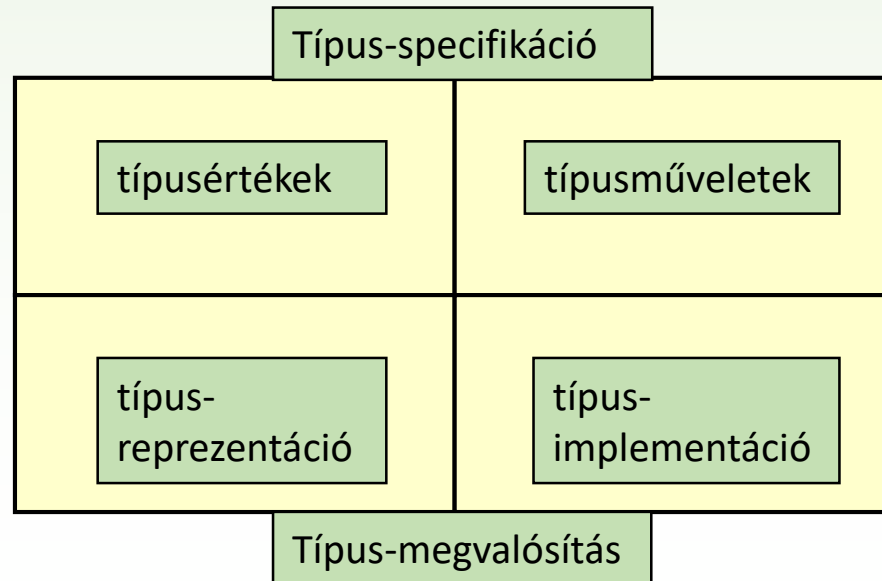 Típus-specifikáció
típusértékek
típusműveletek
típus-
reprezentáció
típus-
implementáció
Típus-megvalósítás